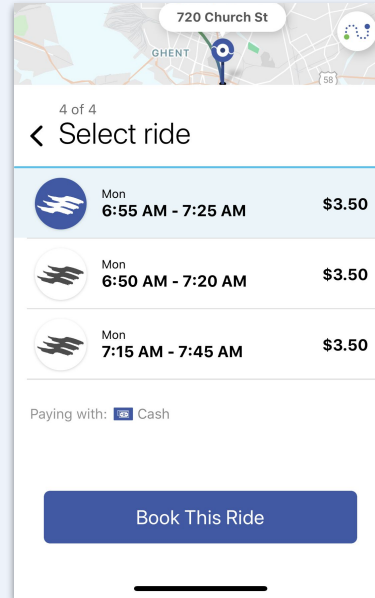 720 Church St
GHENT
58
4 of 4
Select ride
Mon
6:55 AM - 7:25 AM
$3.50
Mon
6:50 AM - 7:20 AM
$3.50
Mon
7:15 AM - 7:45 AM
$3.50
Paying with: Cash
Book This Ride